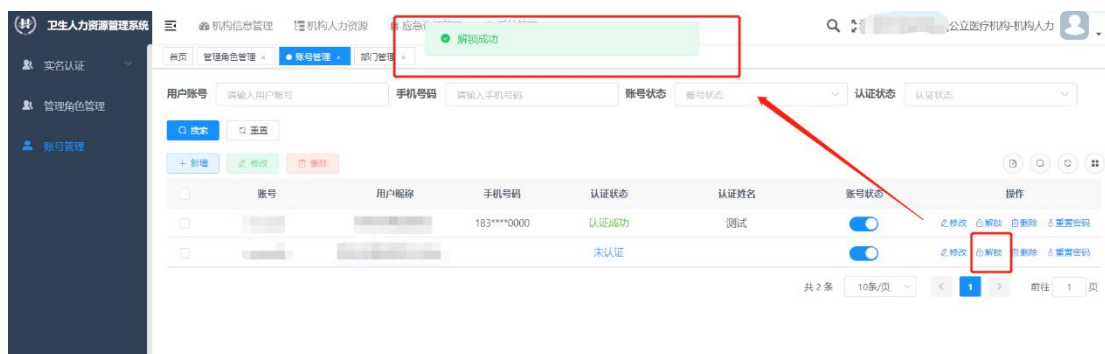 卫生人力资源管理系统 机构信息管理 机构人力资源 公立医疗机构-机构人力
解锁成功
首页 管理角色管理 × 账号管理 × 部门管理 ×
实名认证
管理角色管理
账号管理
用户账号 请输入用户账号 手机号码 请输入手机号码 账号状态 账号状态 认证状态 认证状态
搜索 重置
+ 新增 修改 删除
账号 用户昵称 手机号码 认证状态 认证姓名 账号状态 操作
183****0000 认证成功 测试 修改 解锁 删除 重置密码
未认证 修改 解锁 删除 重置密码
共 2 条 10条/页 < 1 > 前往 1 页